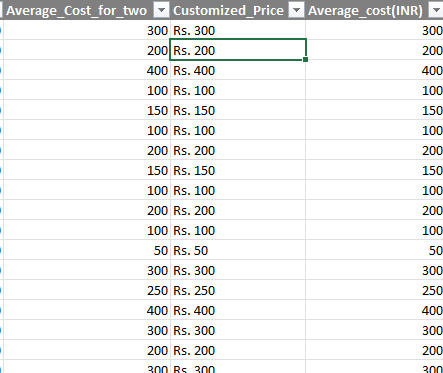 Average_Cost_for_two Customized_Price Average_cost(INR)
300 Rs. 300 300
200 Rs. 200 200
400 Rs. 400 400
100 Rs. 100 100
150 Rs. 150 150
100 Rs. 100 100
200 Rs. 200 200
150 Rs. 150 150
100 Rs. 100 100
200 Rs. 200 200
100 Rs. 100 100
50 Rs. 50 50
300 Rs. 300 300
250 Rs. 250 250
400 Rs. 400 400
300 Rs. 300 300
200 Rs. 200 200
300 Rs. 300 300